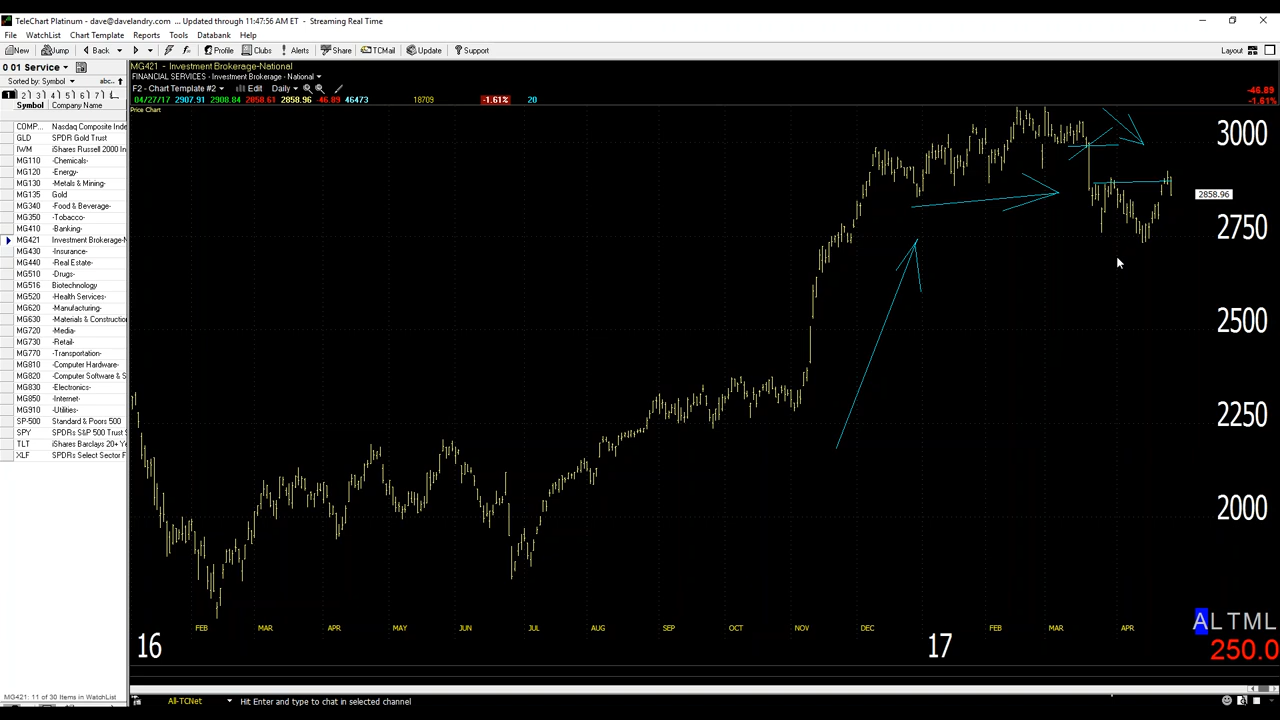 TeleChart Platinum - dave@davelandry.com ... Updated through 11:47:56 AM ET - Streaming Real Time
File WatchList Chart Template Reports Tools Databank Help
New Jump Back Profile Clubs Alerts Share TCMail Update Support Layout
0 01 Service
Sorted by: Symbol abc..
1 2 3 4 5 6 7
Symbol Company Name
COMP... Nasdaq Composite Inde
GLD SPDR Gold Trust
IWM iShares Russell 2000 In
MG110 -Chemicals-
MG120 -Energy-
MG130 -Metals & Mining-
MG135 Gold
MG340 -Food & Beverage-
MG350 -Tobacco-
MG410 -Banking-
MG421 Investment Brokerage-N
MG430 -Insurance-
MG440 -Real Estate-
MG510 -Drugs-
MG516 Biotechnology
MG520 -Health Services-
MG620 -Manufacturing-
MG630 -Materials & Constructio
MG720 -Media-
MG730 -Retail-
MG770 -Transportation-
MG810 -Computer Hardware-
MG820 -Computer Software & S
MG830 -Electronics-
MG850 -Internet-
MG910 -Utilities-
SP-500 Standard & Poors 500
SPY SPDRs S&P 500 Trust S
TLT iShares Barclays 20+ Ye
XLF SPDRs Select Sector F
MG421: 11 of 30 Items in WatchList
MG421 - Investment Brokerage-National
FINANCIAL SERVICES - Investment Brokerage - National
F2 - Chart Template #2 Edit Daily
04/27/17 2907.91 2908.84 2858.61 2858.96 -46.89 46473 18709 -1.61% 20
-46.89
-1.61%
Price Chart
3000
2858.96
2750
2500
2250
2000
FEB MAR APR MAY JUN JUL AUG SEP OCT NOV DEC FEB MAR APR
16 17
ALTML
250.0
All-TCNet Hit Enter and type to chat in selected channel